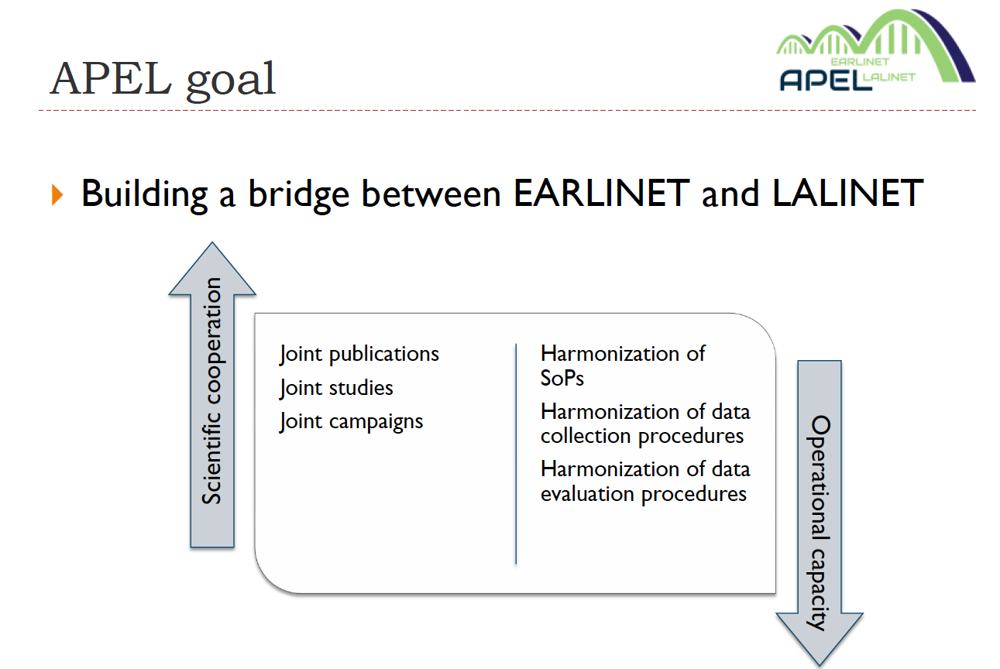 APEL goal
EARLINET
APEL LALINET
Building a bridge between EARLINET and LALINET
Scientific cooperation
Joint publications
Joint studies
Joint campaigns
Harmonization of
SoPs
Harmonization of data
collection procedures
Harmonization of data
evaluation procedures
Operational capacity